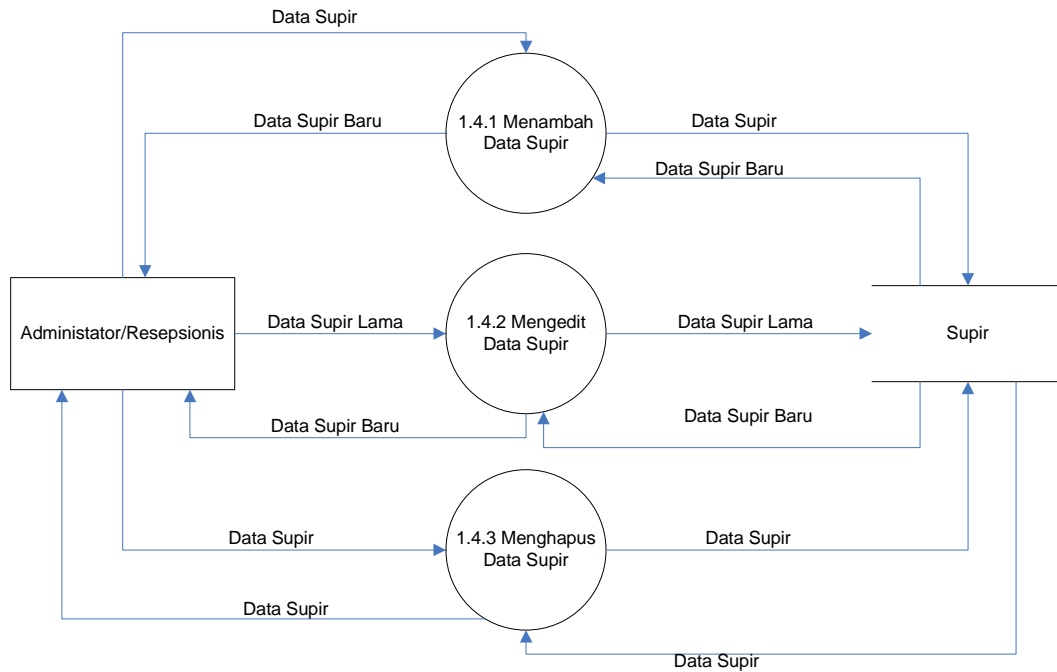 Data Supir
Data Supir Baru
1.4.1 Menambah
Data Supir
Data Supir
Data Supir Baru
Administator/Resepsionis
Data Supir Lama
1.4.2 Mengedit
Data Supir
Data Supir Lama
Supir
Data Supir Baru
Data Supir Baru
Data Supir
1.4.3 Menghapus
Data Supir
Data Supir
Data Supir
Data Supir